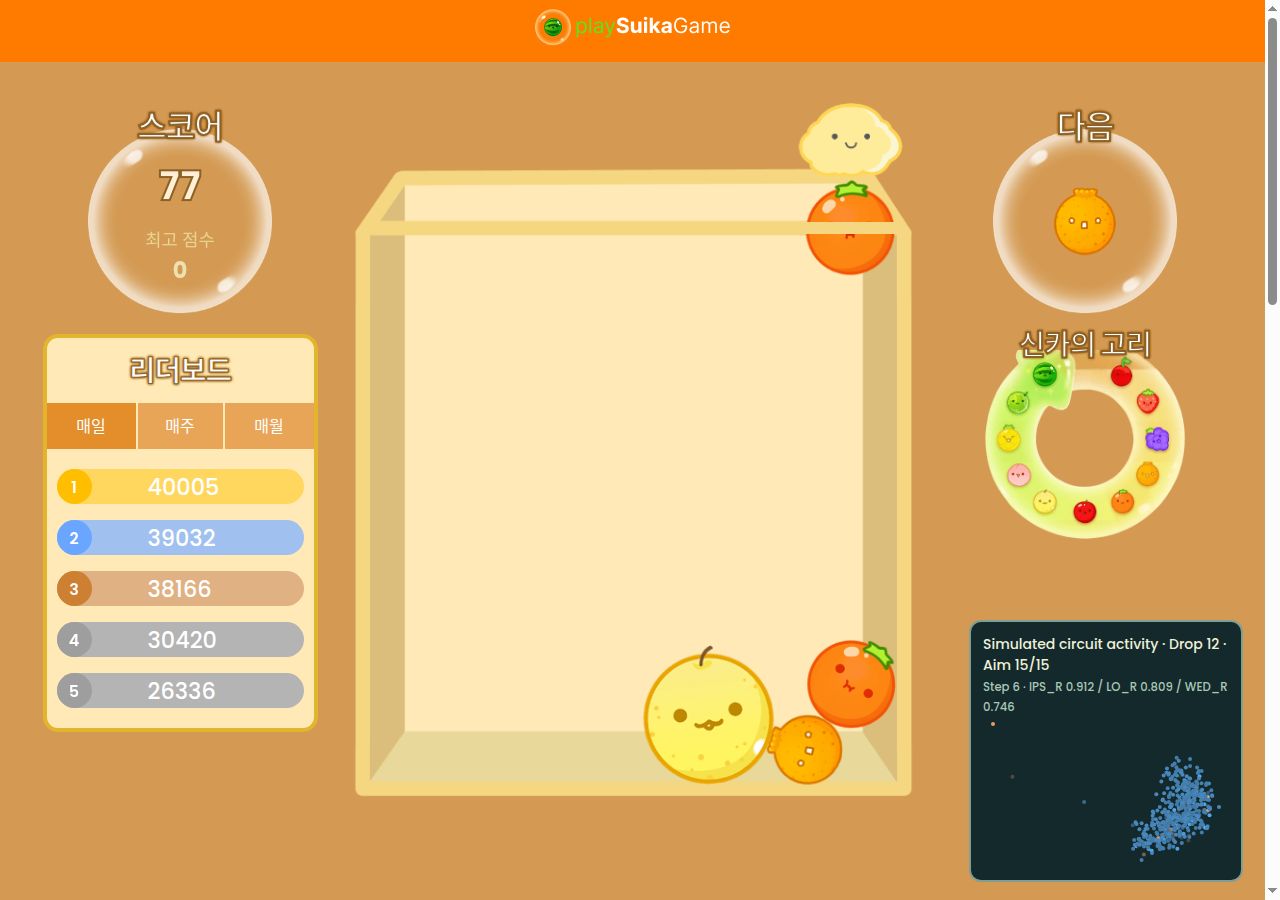 playSuikaGame
스코어
77
최고 점수
0
다음
리더보드
매일 매주 매월
1 40005
2 39032
3 38166
4 30420
5 26336
신카의 고리
Simulated circuit activity · Drop 12 ·
Aim 15/15
Step 6 · IPS_R 0.912 / LO_R 0.809 / WED_R
0.746